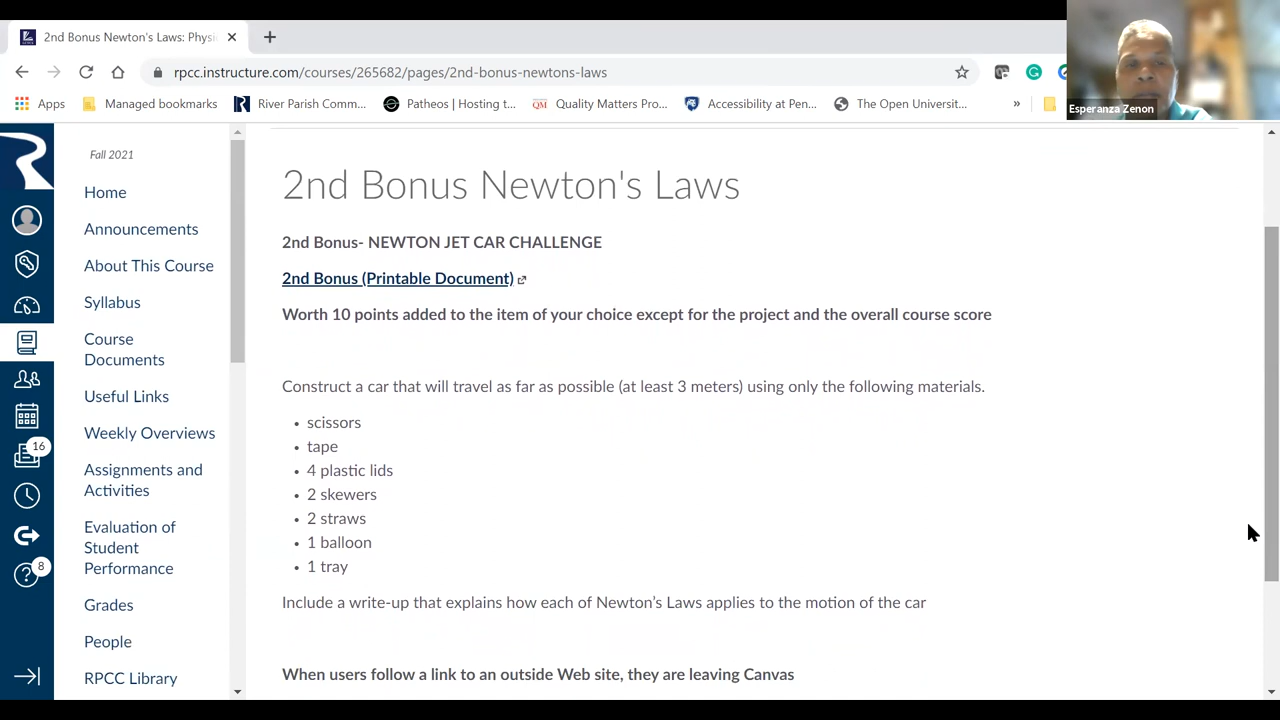 2nd Bonus Newton's Laws: Physi
rpcc.instructure.com/courses/265682/pages/2nd-bonus-newtons-laws
Apps
Managed bookmarks
River Parish Comm...
Patheos | Hosting t...
QM
Quality Matters Pro...
Accessibility at Pen...
The Open Universit...
»
Esperanza Zenon
Fall 2021
Home
Announcements
About This Course
Syllabus
Course
Documents
Useful Links
Weekly Overviews
Assignments and
Activities
Evaluation of
Student
Performance
Grades
People
RPCC Library
16
8
2nd Bonus Newton's Laws
2nd Bonus- NEWTON JET CAR CHALLENGE
2nd Bonus (Printable Document)
Worth 10 points added to the item of your choice except for the project and the overall course score
Construct a car that will travel as far as possible (at least 3 meters) using only the following materials.
• scissors
• tape
• 4 plastic lids
• 2 skewers
• 2 straws
• 1 balloon
• 1 tray
Include a write-up that explains how each of Newton's Laws applies to the motion of the car
When users follow a link to an outside Web site, they are leaving Canvas